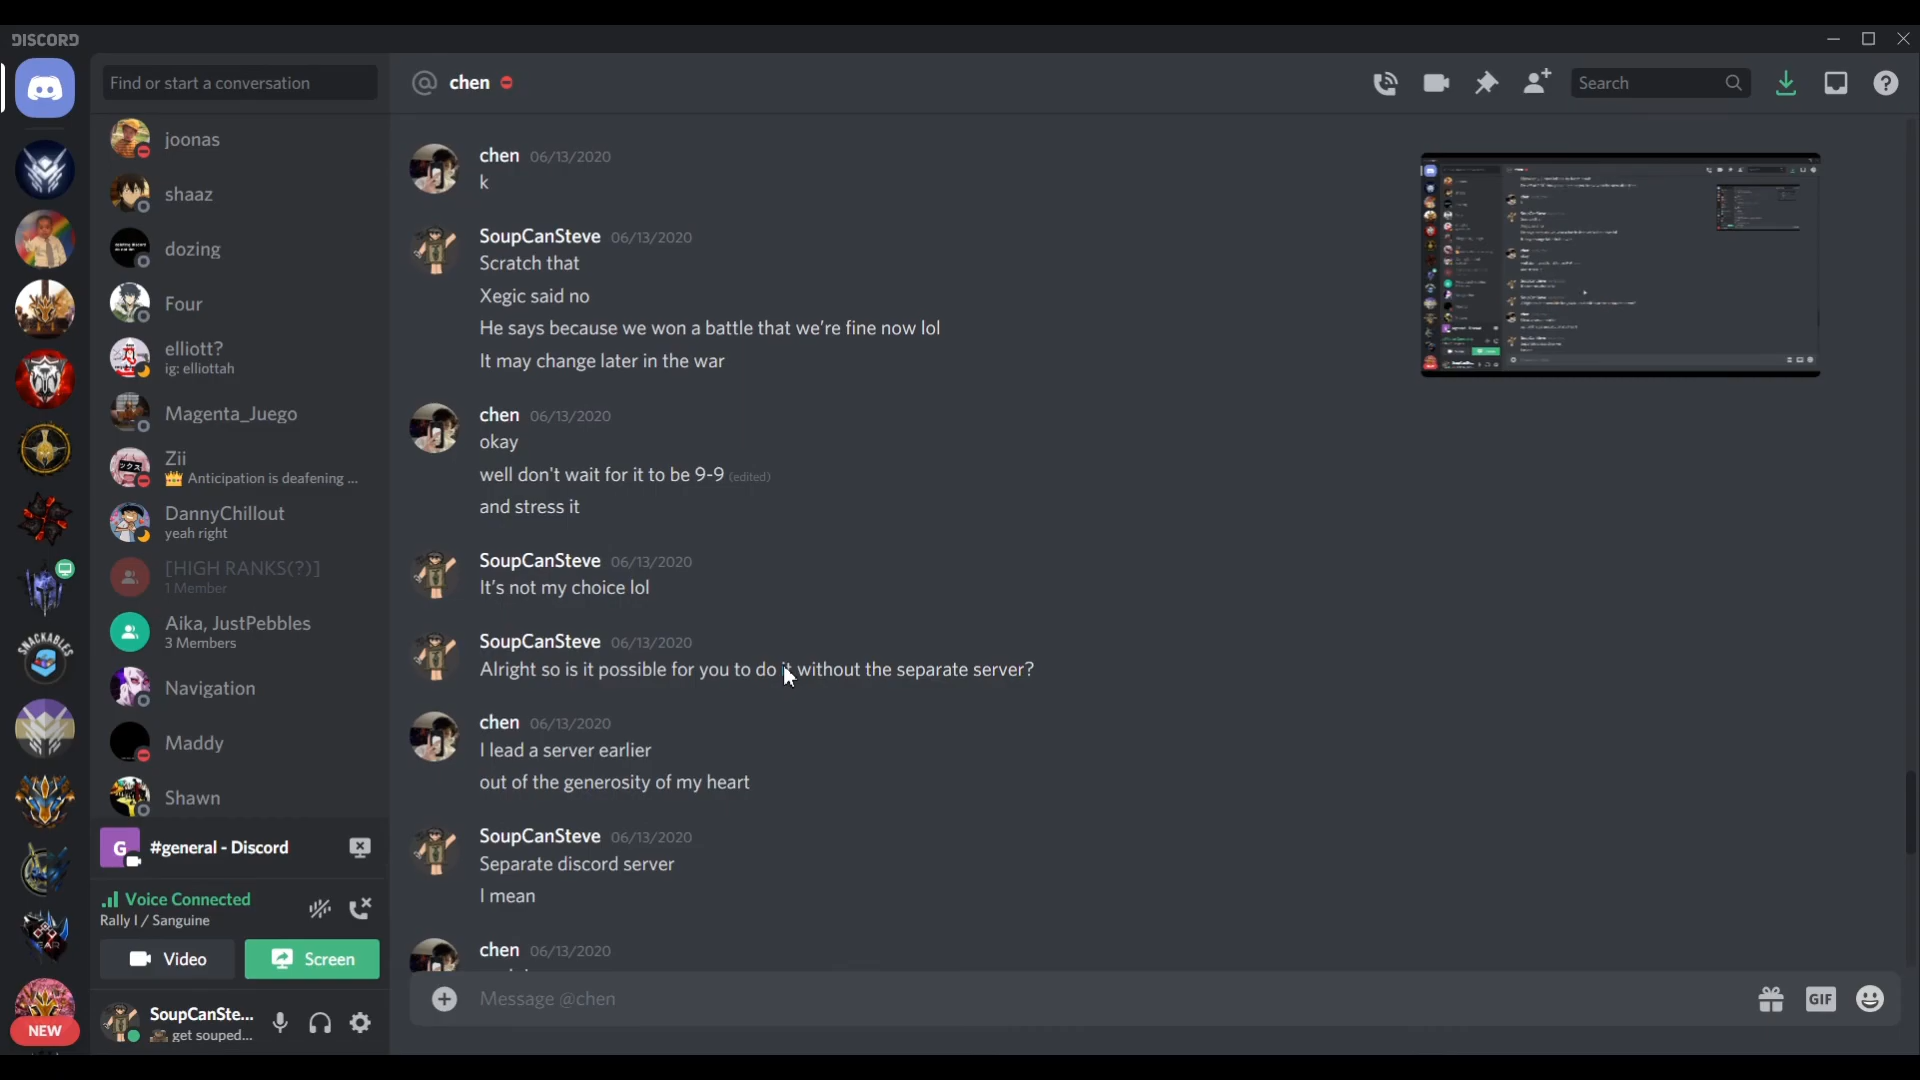 DISCORD
Find or start a conversation
joonas
shaaz
dozing
Four
elliott?
ig: elliottah
Magenta_Juego
Zii
👑 Anticipation is deafening ...
DannyChillout
yeah right
[HIGH RANKS(?)]
1 Member
Aika, JustPebbles
3 Members
Navigation
Maddy
Shawn
G #general - Discord
Voice Connected
Rally I / Sanguine
Video Screen
SoupCanSte...
get souped...
SNACKABLES
NEW
@ chen
Search
chen 06/13/2020
k
SoupCanSteve 06/13/2020
Scratch that
Xegic said no
He says because we won a battle that we're fine now lol
It may change later in the war
chen 06/13/2020
okay
well don't wait for it to be 9-9 (edited)
and stress it
SoupCanSteve 06/13/2020
It's not my choice lol
SoupCanSteve 06/13/2020
Alright so is it possible for you to do it without the separate server?
chen 06/13/2020
I lead a server earlier
out of the generosity of my heart
SoupCanSteve 06/13/2020
Separate discord server
I mean
chen 06/13/2020
Message @chen
GIF